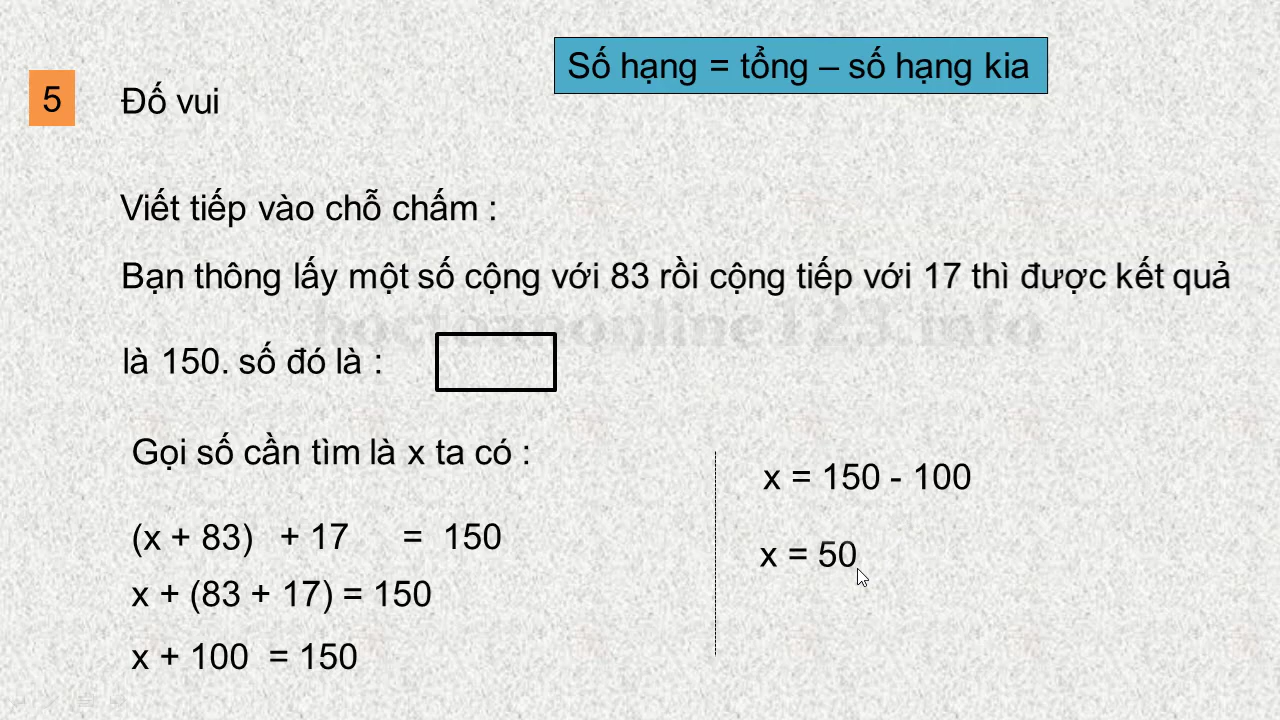 Số hạng = tổng – số hạng kia
5 Đố vui
Viết tiếp vào chỗ chấm :
Bạn thông lấy một số cộng với 83 rồi cộng tiếp với 17 thì được kết quả
hoctoanonline123.info
là 150. số đó là :
Gọi số cần tìm là x ta có :
(x + 83) + 17 = 150
x + (83 + 17) = 150
x + 100 = 150
x = 150 - 100
x = 50